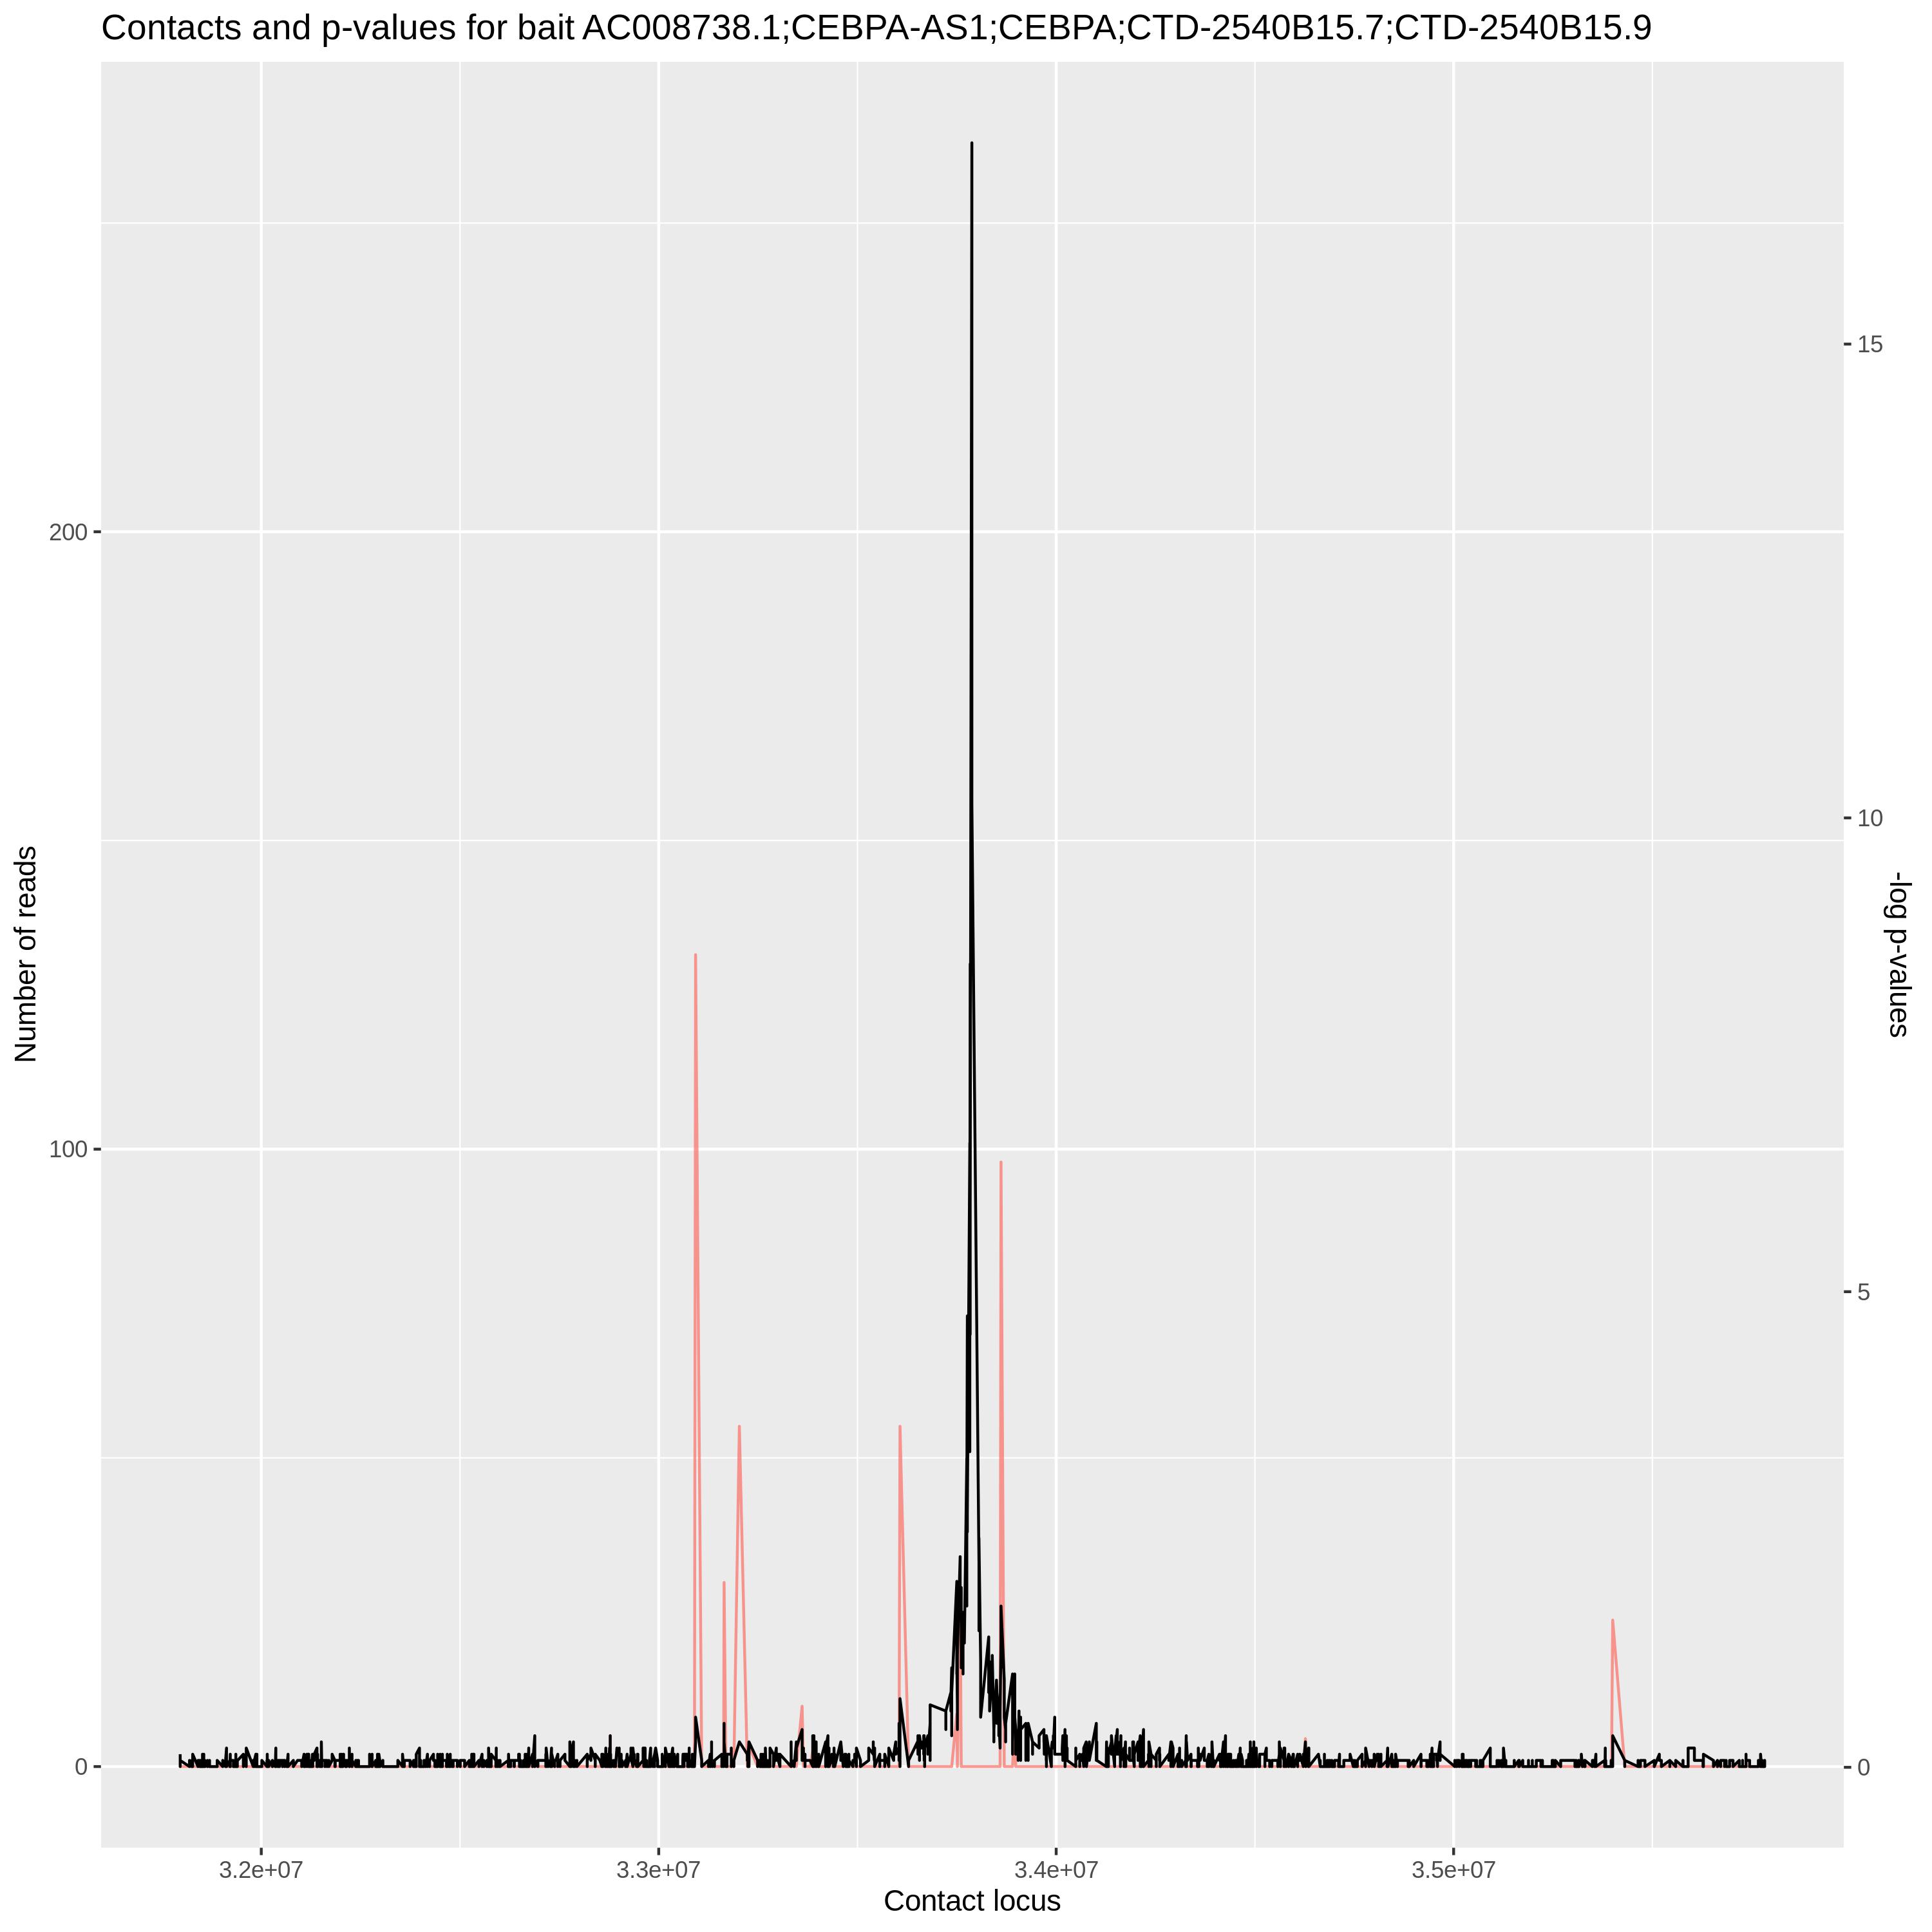 Contacts and p-values for bait AC008738.1;CEBPA-AS1;CEBPA;CTD-2540B15.7;CTD-2540B15.9
Number of reads
200
100
0
15
10
5
0
-log p-values
3.2e+07 3.3e+07 3.4e+07 3.5e+07
Contact locus